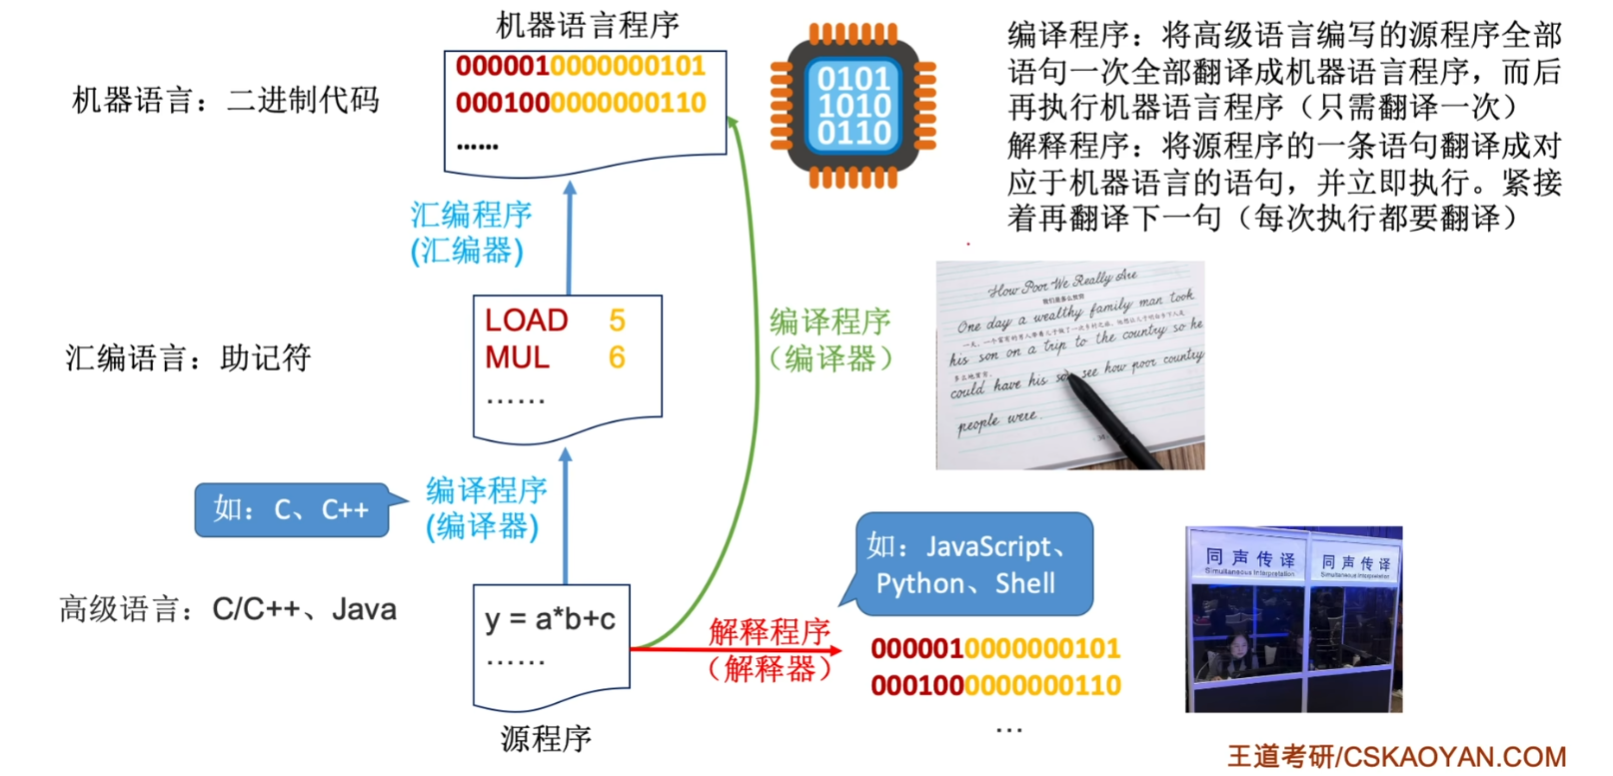 机器语言程序
机器语言：二进制代码
0000010000000101
0001000000000110
......
0101
1010
0110
编译程序：将高级语言编写的源程序全部
语句一次全部翻译成机器语言程序，而后
再执行机器语言程序（只需翻译一次）
解释程序：将源程序的一条语句翻译成对
应于机器语言的语句，并立即执行。紧接
着再翻译下一句（每次执行都要翻译）
汇编程序
(汇编器)
汇编语言：助记符
LOAD 5
MUL 6
……
编译程序
（编译器）
How Poor We Really Are
One day a wealthy family man took
his son on a trip to the country so he
could have his son see how poor country
people were.
如：C、C++
编译程序
(编译器)
高级语言：C/C++、Java
y = a*b+c
……
源程序
解释程序
（解释器）
如：JavaScript、
Python、Shell
0000010000000101
0001000000000110
…
同声传译
Simultaneous Interpretation
同声传译
Simultaneous Interpretation
王道考研/CSKAOYAN.COM